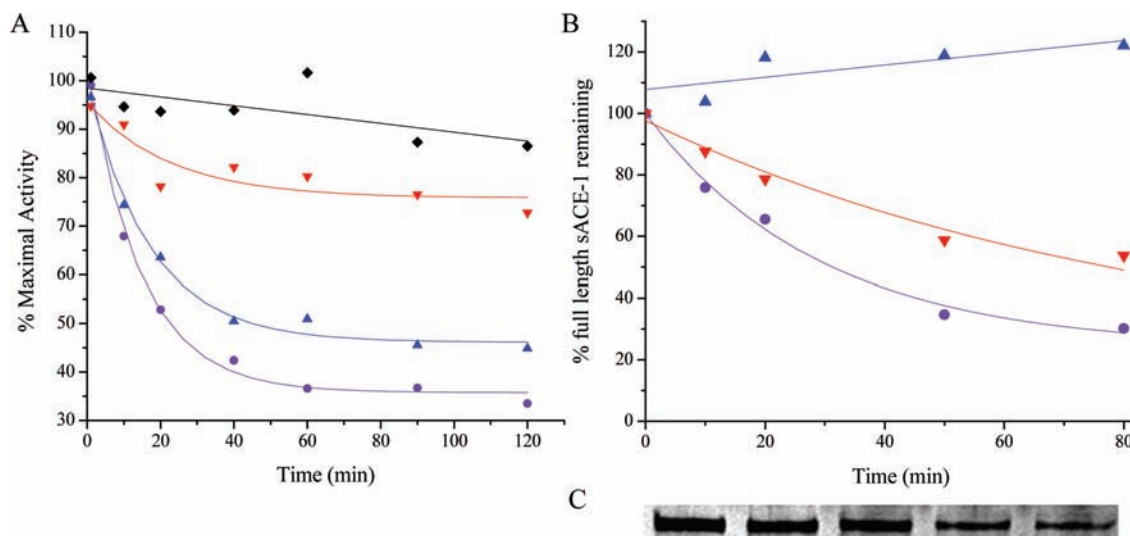 A
% Maximal Activity
110
100
90
80
70
60
50
40
30
0 20 40 60 80 100 120
Time (min)
B
% full length sACE-1 remaining
120
100
80
60
40
20
0
0 20 40 60 80
Time (min)
C